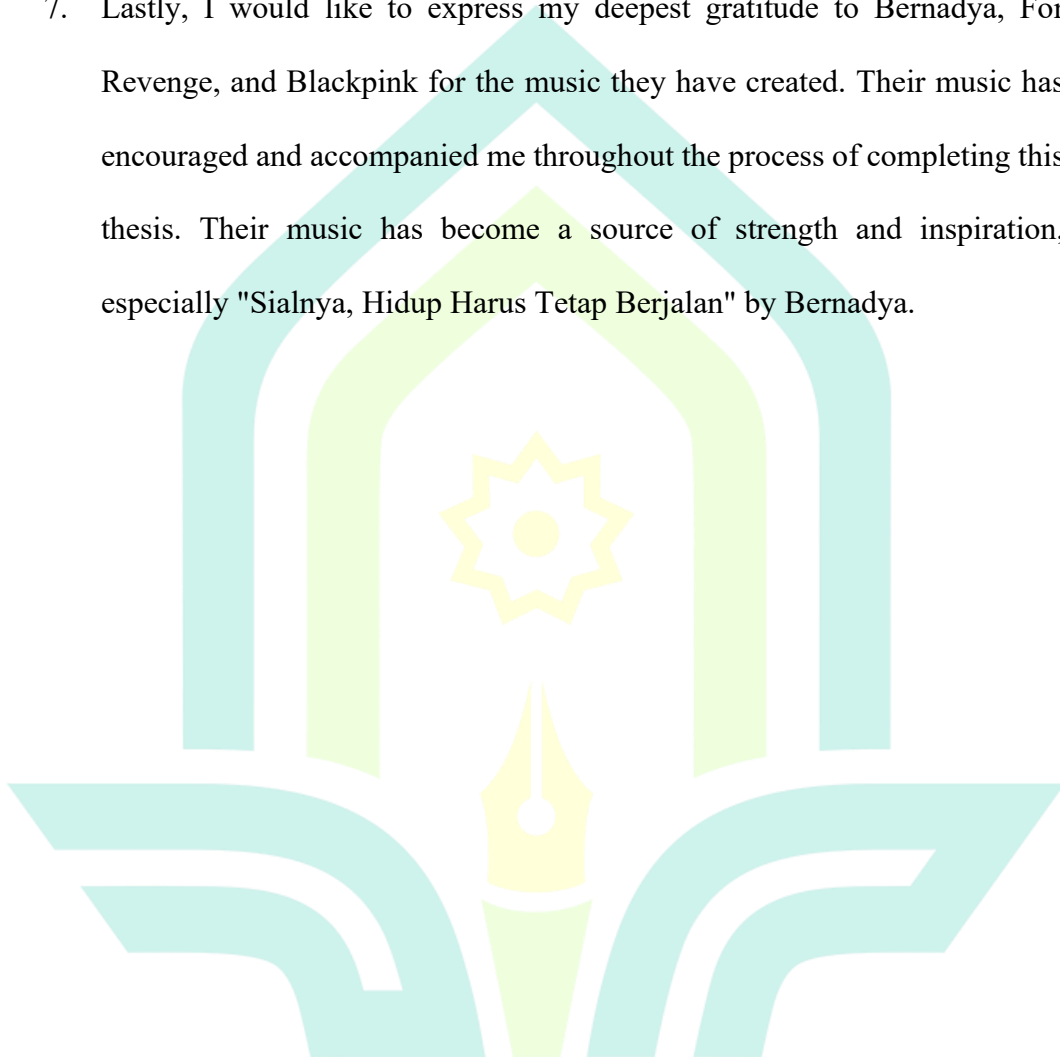 7. Lastly, I would like to express my deepest gratitude to Bernadya, For
Revenge, and Blackpink for the music they have created. Their music has
encouraged and accompanied me throughout the process of completing this
thesis. Their music has become a source of strength and inspiration,
especially "Sialnya, Hidup Harus Tetap Berjalan" by Bernadya.